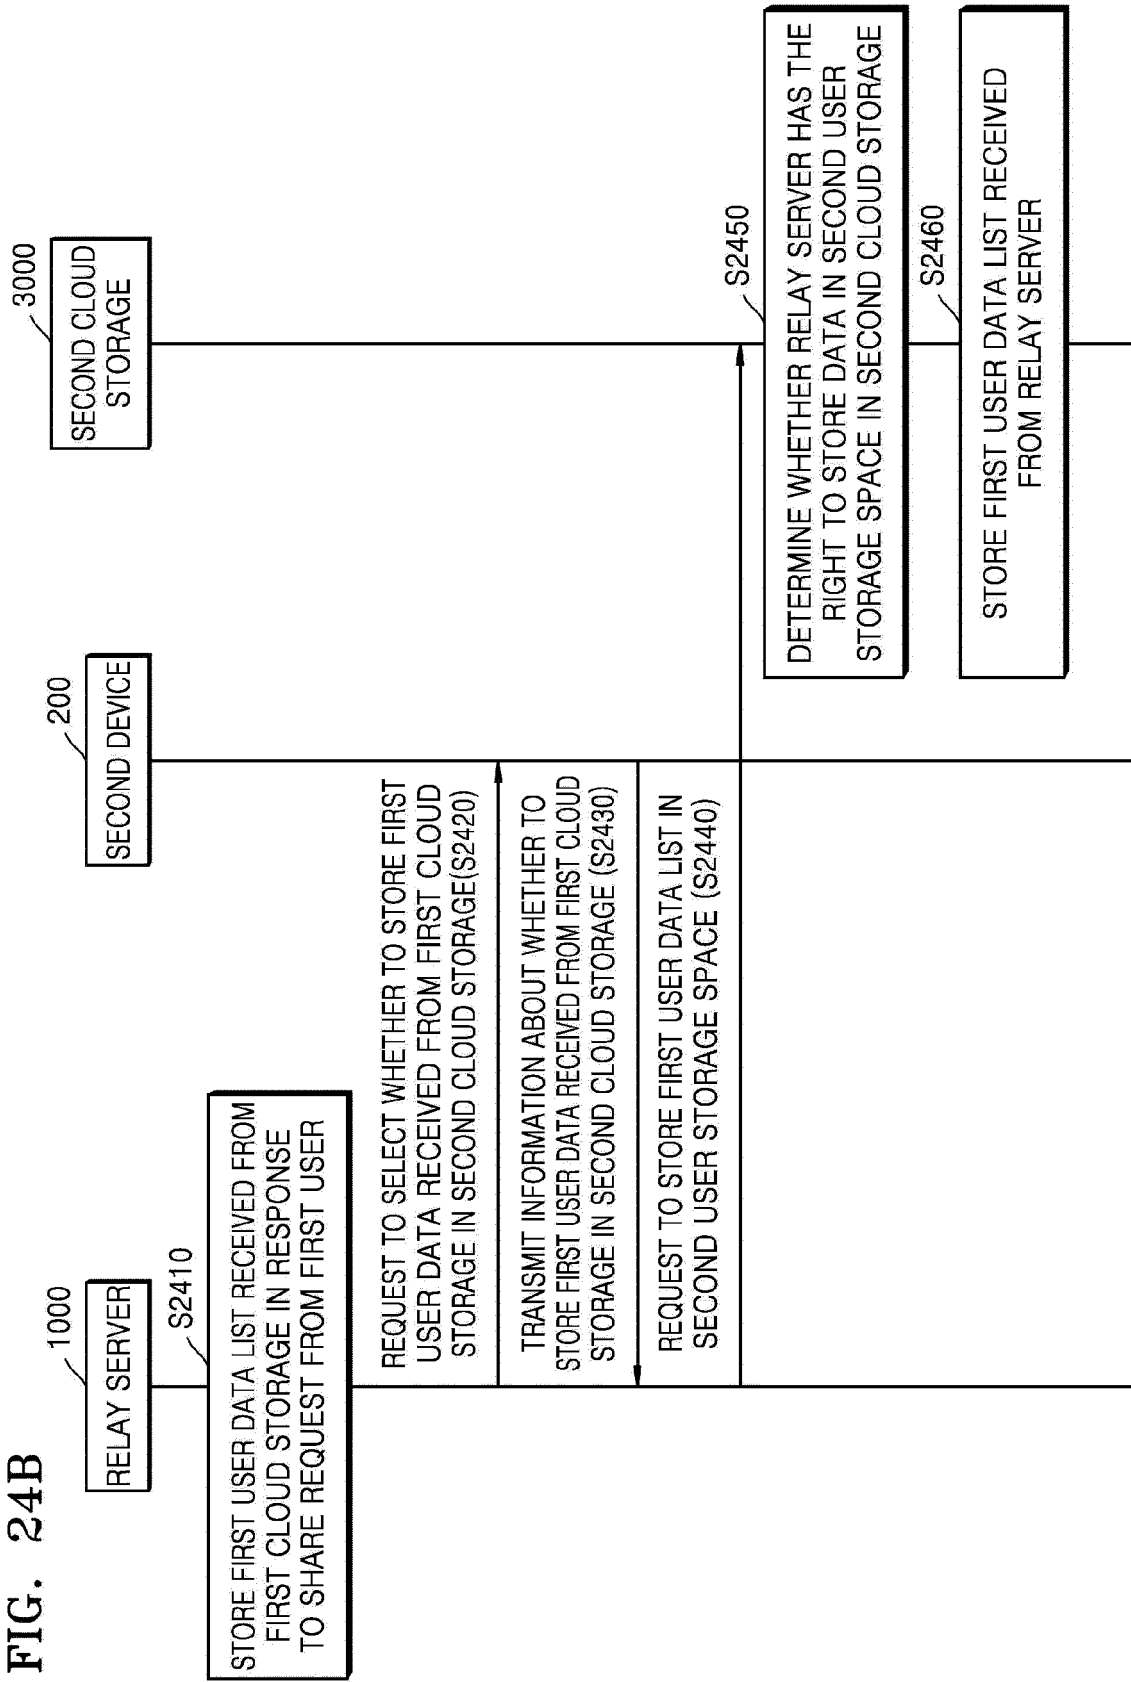 FIG. 24B
1000
RELAY SERVER
200
SECOND DEVICE
3000
SECOND CLOUD
STORAGE
S2410
STORE FIRST USER DATA LIST RECEIVED FROM
FIRST CLOUD STORAGE IN RESPONSE
TO SHARE REQUEST FROM FIRST USER
REQUEST TO SELECT WHETHER TO STORE FIRST
USER DATA RECEIVED FROM FIRST CLOUD
STORAGE IN SECOND CLOUD STORAGE(S2420)
TRANSMIT INFORMATION ABOUT WHETHER TO
STORE FIRST USER DATA RECEIVED FROM FIRST CLOUD
STORAGE IN SECOND CLOUD STORAGE (S2430)
REQUEST TO STORE FIRST USER DATA LIST IN
SECOND USER STORAGE SPACE (S2440)
S2450
DETERMINE WHETHER RELAY SERVER HAS THE
RIGHT TO STORE DATA IN SECOND USER
STORAGE SPACE IN SECOND CLOUD STORAGE
S2460
STORE FIRST USER DATA LIST RECEIVED
FROM RELAY SERVER